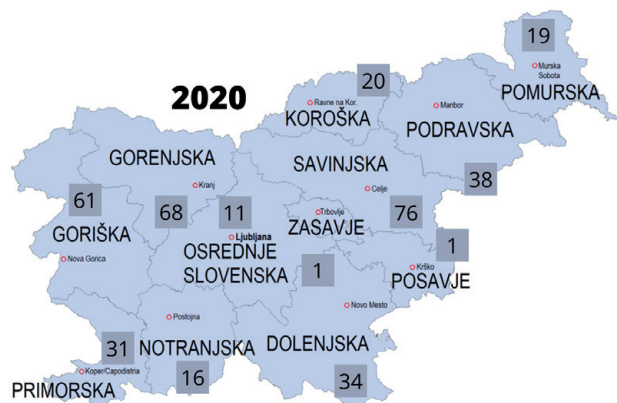 19
Murska
Sobota
POMURSKA
20
2020
Ravne na Kor.
KOROŠKA
Maribor
PODRAVSKA
GORENJSKA
SAVINJSKA
38
Kranj
Celje
61
68
11
76
Trbovlje
ZASAVJE
GORIŠKA
Ljubljana
OSREDNJE
SLOVENSKA
1
1
Nova Gorica
Krško
POSAVJE
Novo Mesto
Postojna
31
NOTRANJSKA
DOLENJSKA
Koper/Capodistria
PRIMORSKA
16
34